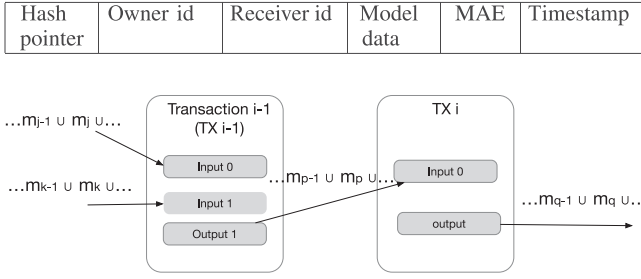 Hash pointer Owner id Receiver id Model data MAE Timestamp
Transaction i-1
(TX i-1)
TX i
...mj-1 ∪ mj ∪...
Input 0
...mp-1 ∪ mp ∪...
Input 0
...mk-1 ∪ mk ∪...
Input 1
...mq-1 ∪ mq ∪..
Output 1
output